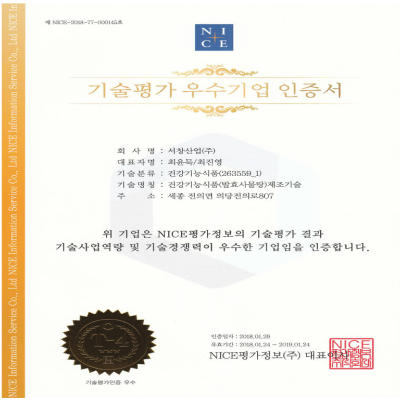 제 NICE-2018-77-000145호
NICE
기술평가 우수기업 인증서
회 사 명 : 서창산업(주)
대표자명 : 최윤묵/최진영
기술분류 : 건강기능식품(263559_1)
기술명칭 : 건강기능식품(발효사물탕)제조기술
주 소 : 세종 전의면 의당전의로807
위 기업은 NICE평가정보의 기술평가 결과
기술사업역량 및 기술경쟁력이 우수한 기업임을 인증합니다.
인증일자 : 2018.01.29
유효기간 : 2018.01.24 ~ 2019.01.24
NICE평가정보(주) 대표이사
NICE
기술평가인증 우수
NICE Information Service Co., Ltd NICE Information Service Co., Ltd NICE Information Service Co., Ltd NICE In